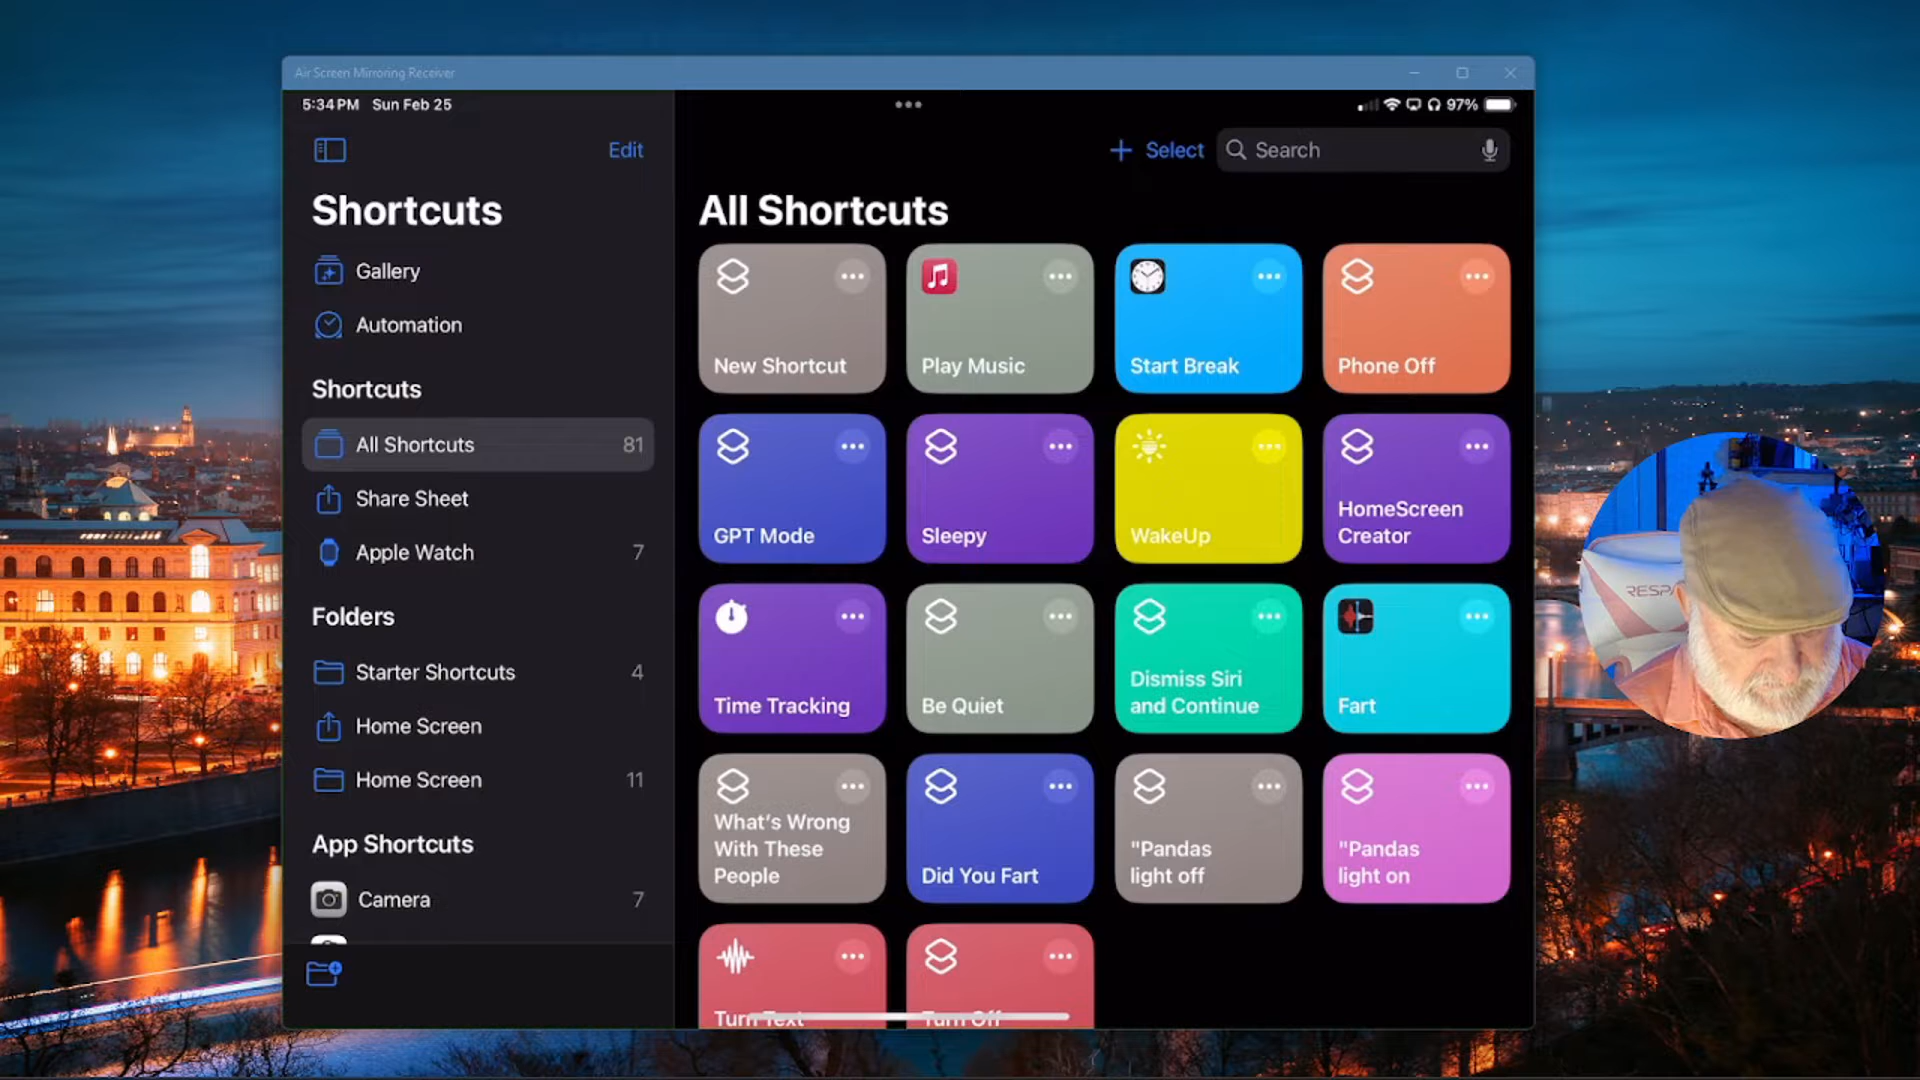 Air Screen Mirroring Receiver
5:34 PM Sun Feb 25
97%
Edit
Select
Search
Shortcuts
Gallery
Automation
Shortcuts
All Shortcuts 81
Share Sheet
Apple Watch 7
Folders
Starter Shortcuts 4
Home Screen
Home Screen 11
App Shortcuts
Camera 7
All Shortcuts
New Shortcut
Play Music
Start Break
Phone Off
GPT Mode
Sleepy
WakeUp
HomeScreen
Creator
Time Tracking
Be Quiet
Dismiss Siri
and Continue
Fart
What's Wrong
With These
People
Did You Fart
"Pandas
light off
"Pandas
light on
Turn Text
Turn Off